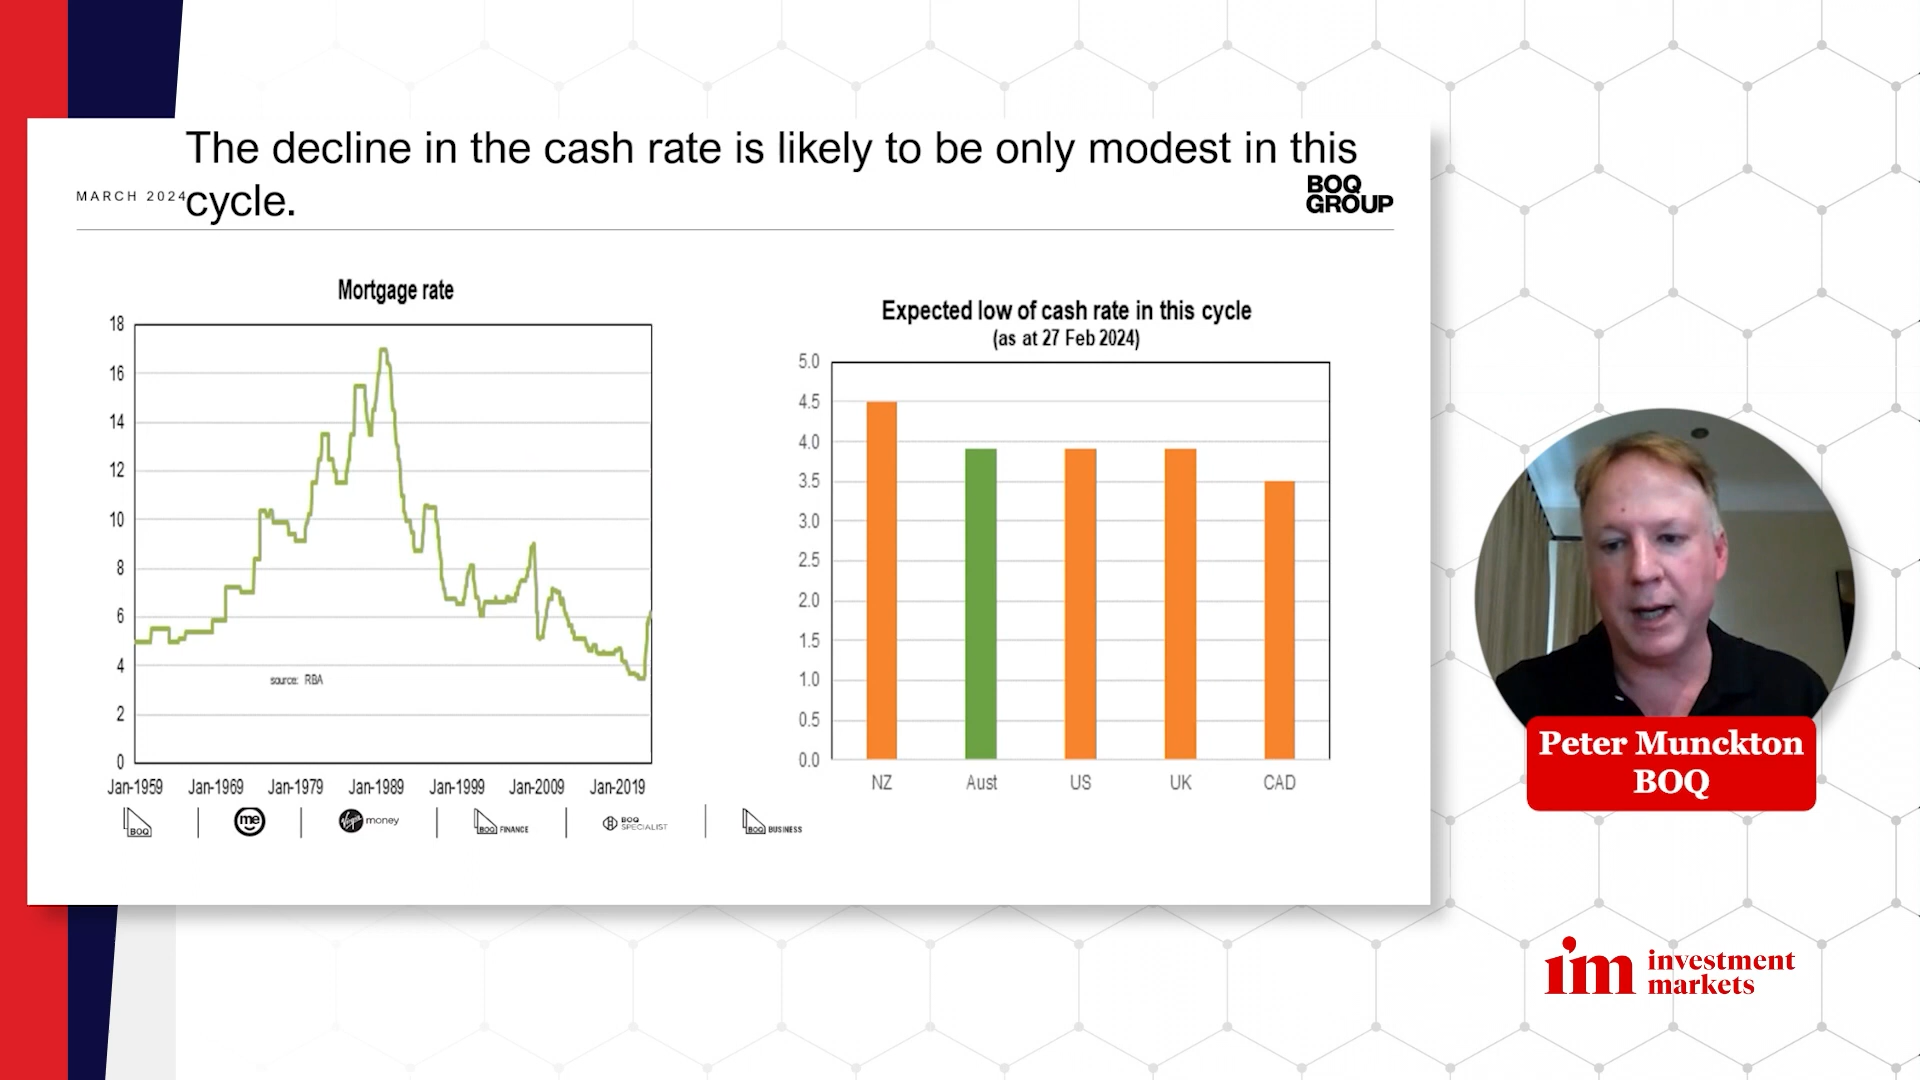 The decline in the cash rate is likely to be only modest in this
cycle.
MARCH 2024
BOQ
GROUP
Mortgage rate
18
16
14
12
10
8
6
4
2
0
source: RBA
Jan-1959 Jan-1969 Jan-1979 Jan-1989 Jan-1999 Jan-2009 Jan-2019
Expected low of cash rate in this cycle
(as at 27 Feb 2024)
5.0
4.5
4.0
3.5
3.0
2.5
2.0
1.5
1.0
0.5
0.0
NZ Aust US UK CAD
BOQ
me
Virgin money
BOQ FINANCE
BOQ
SPECIALIST
BOQ BUSINESS
Peter Munckton
BOQ
i'm investment
markets